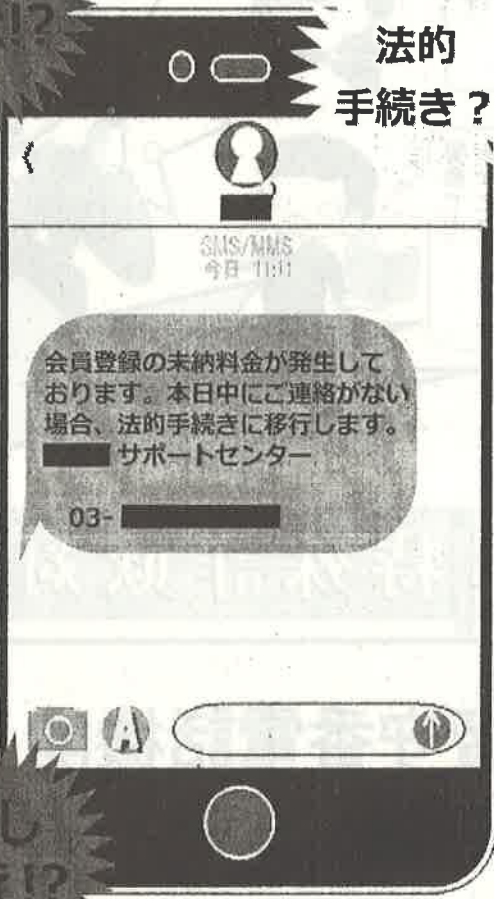 !?
法的
手続き？
SMS/MMS
今日 11:11
会員登録の未納料金が発生して
おります。本日中にご連絡がない
場合、法的手続きに移行します。
サポートセンター
03-
A
し
!?